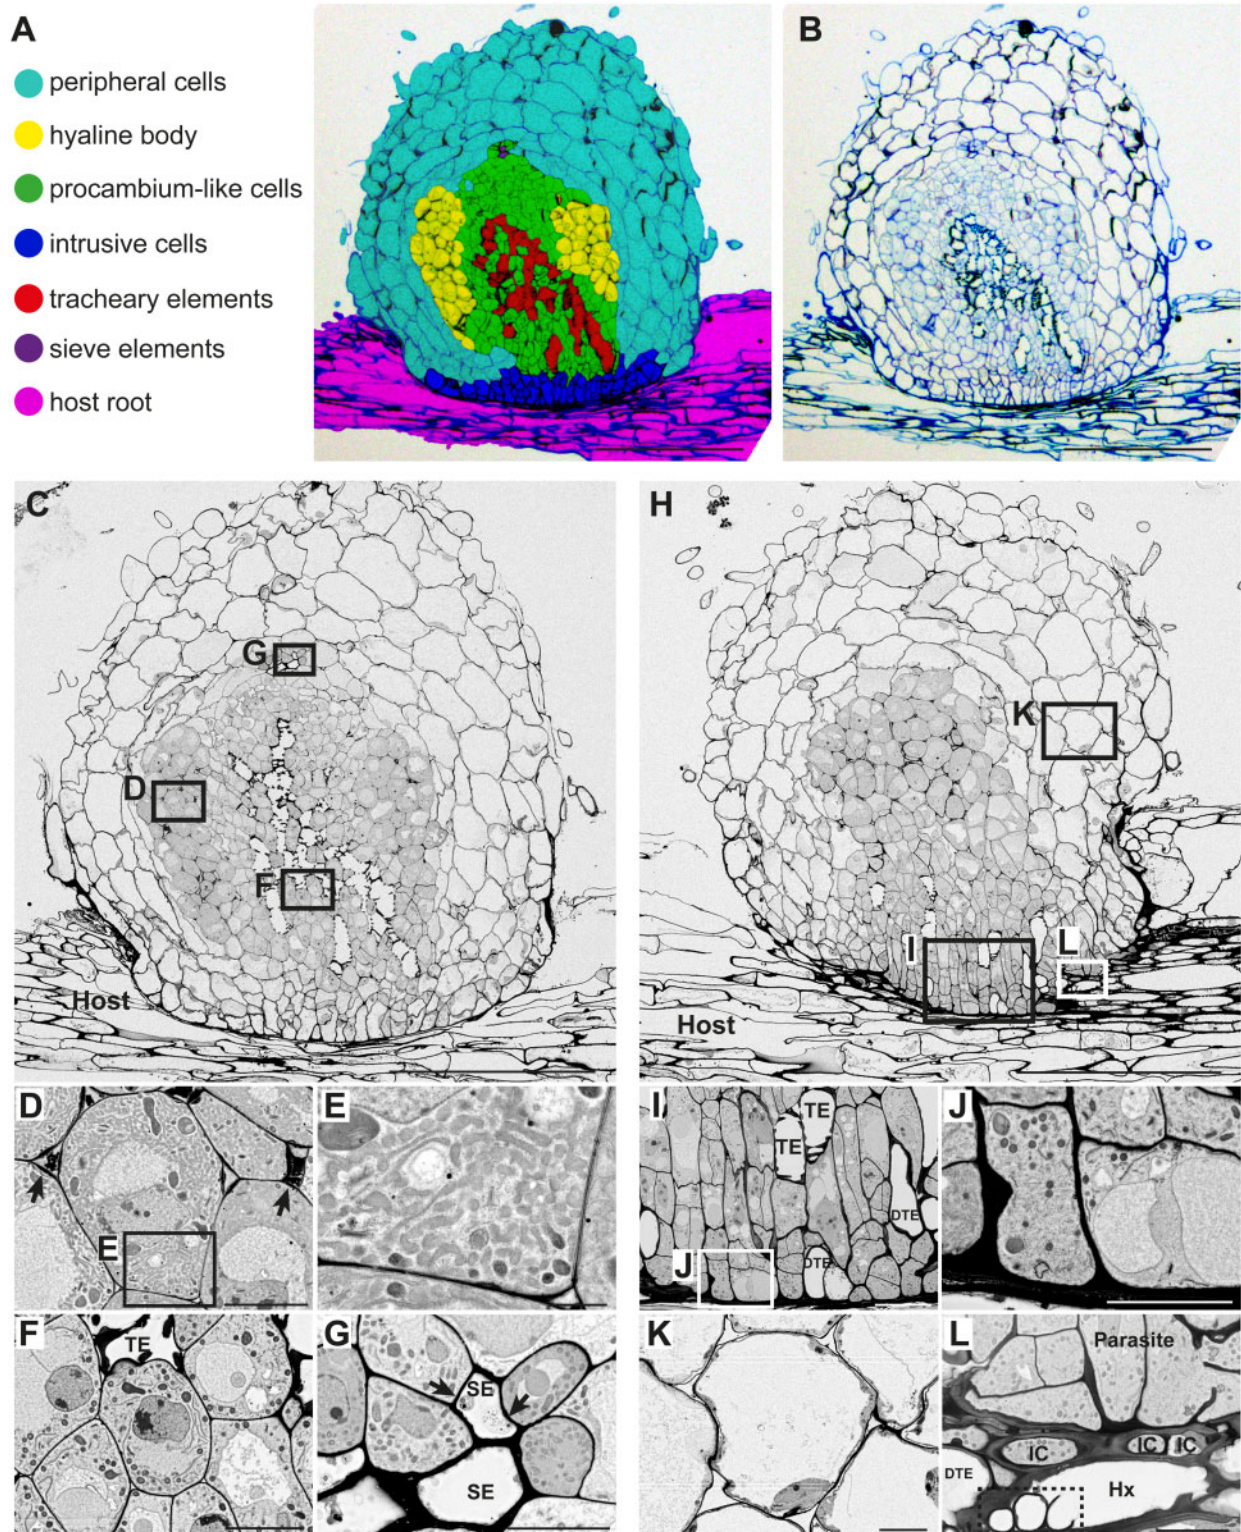 A
peripheral cells
hyaline body
procambium-like cells
intrusive cells
tracheary elements
sieve elements
host root
B
C
G
D
F
Host
H
K
I
L
Host
D
E
E
I
TE
TE
DTE
DTE
J
J
F
TE
G
SE
SE
K
L
Parasite
IC
IC
IC
DTE
Hx